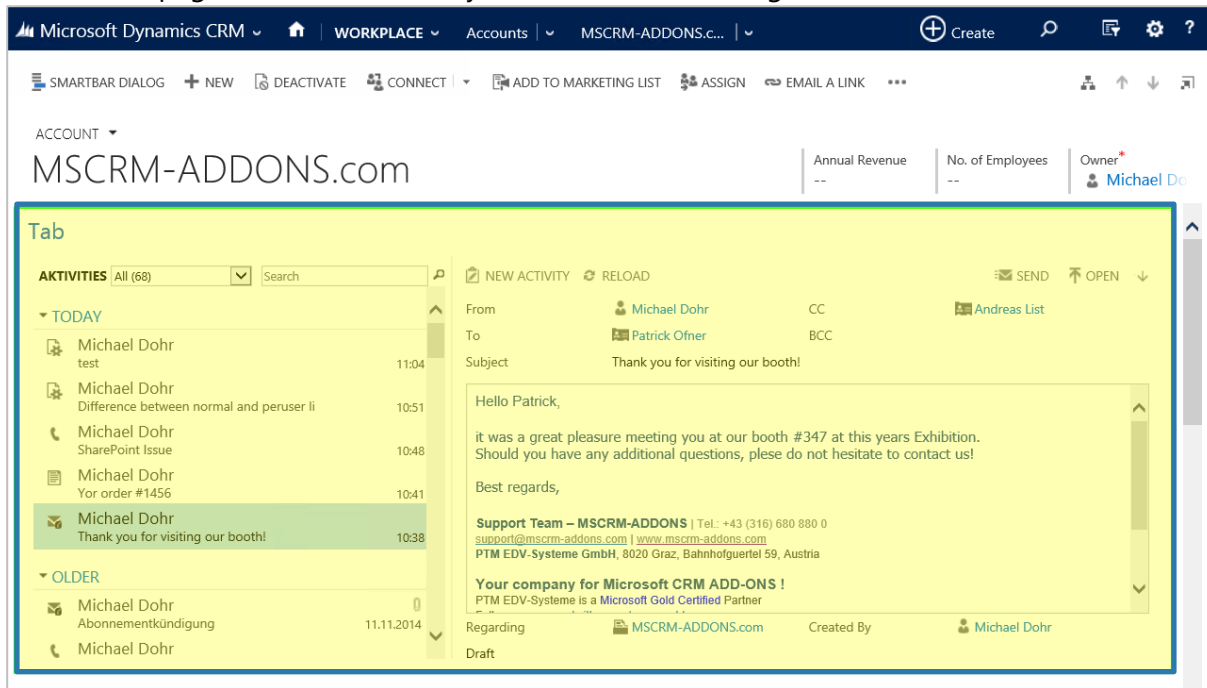 Microsoft Dynamics CRM WORKPLACE Accounts MSCRM-ADDONS.c... Create ?
SMARTBAR DIALOG NEW DEACTIVATE CONNECT ADD TO MARKETING LIST ASSIGN EMAIL A LINK •••
ACCOUNT
MSCRM-ADDONS.com
Annual Revenue No. of Employees Owner*
-- -- Michael Do
Tab
AKTIVITIES All (68) Search
TODAY
Michael Dohr
test 11:04
Michael Dohr
Difference between normal and peruser li 10:51
Michael Dohr
SharePoint Issue 10:48
Michael Dohr
Yor order #1456 10:41
Michael Dohr
Thank you for visiting our booth! 10:38
OLDER
Michael Dohr
Abonnementkündigung 11.11.2014
Michael Dohr
NEW ACTIVITY RELOAD SEND OPEN
From Michael Dohr CC Andreas List
To Patrick Ofner BCC
Subject Thank you for visiting our booth!
Hello Patrick,
it was a great pleasure meeting you at our booth #347 at this years Exhibition.
Should you have any additional questions, plese do not hesitate to contact us!
Best regards,
Support Team – MSCRM-ADDONS | Tel.: +43 (316) 680 880 0
support@mscrm-addons.com | www.mscrm-addons.com
PTM EDV-Systeme GmbH, 8020 Graz, Bahnhofguertel 59, Austria
Your company for Microsoft CRM ADD-ONS !
PTM EDV-Systeme is a Microsoft Gold Certified Partner
Regarding MSCRM-ADDONS.com Created By Michael Dohr
Draft